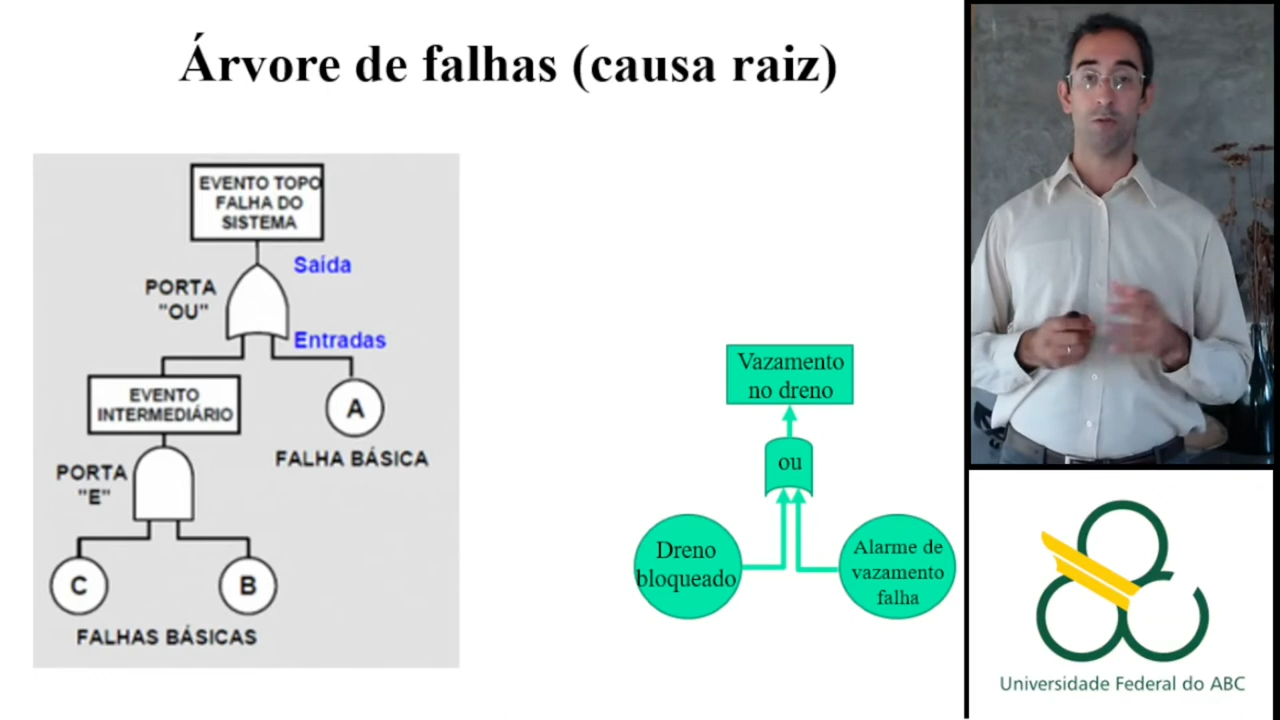 Árvore de falhas (causa raiz)
EVENTO TOPO
FALHA DO
SISTEMA
Saída
PORTA
"OU"
Entradas
EVENTO
INTERMEDIÁRIO
A
FALHA BÁSICA
PORTA
"E"
C
B
FALHAS BÁSICAS
Vazamento
no dreno
ou
Dreno
bloqueado
Alarme de
vazamento
falha
Universidade Federal do ABC